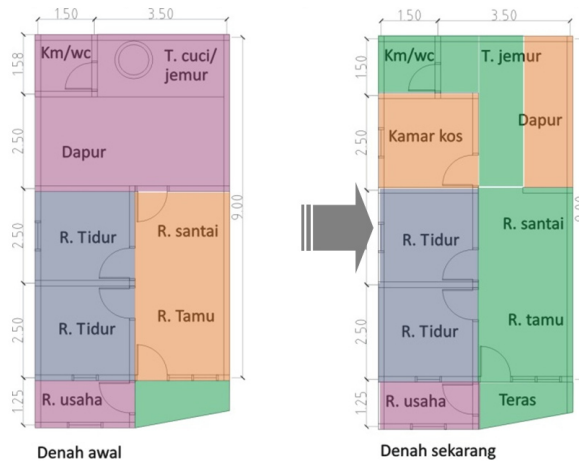 1.50 3.50
1.58
Km/wc
T. cuci/
jemur
2.50
Dapur
9.00
2.50
R. Tidur
R. santai
2.50
R. Tidur
R. Tamu
1.25
R. usaha
Denah awal
1.50 3.50
1.50
Km/wc
T. jemur
2.50
Kamar kos
Dapur
2.50
R. Tidur
R. santai
2.50
R. Tidur
R. tamu
1.25
R. usaha
Teras
Denah sekarang